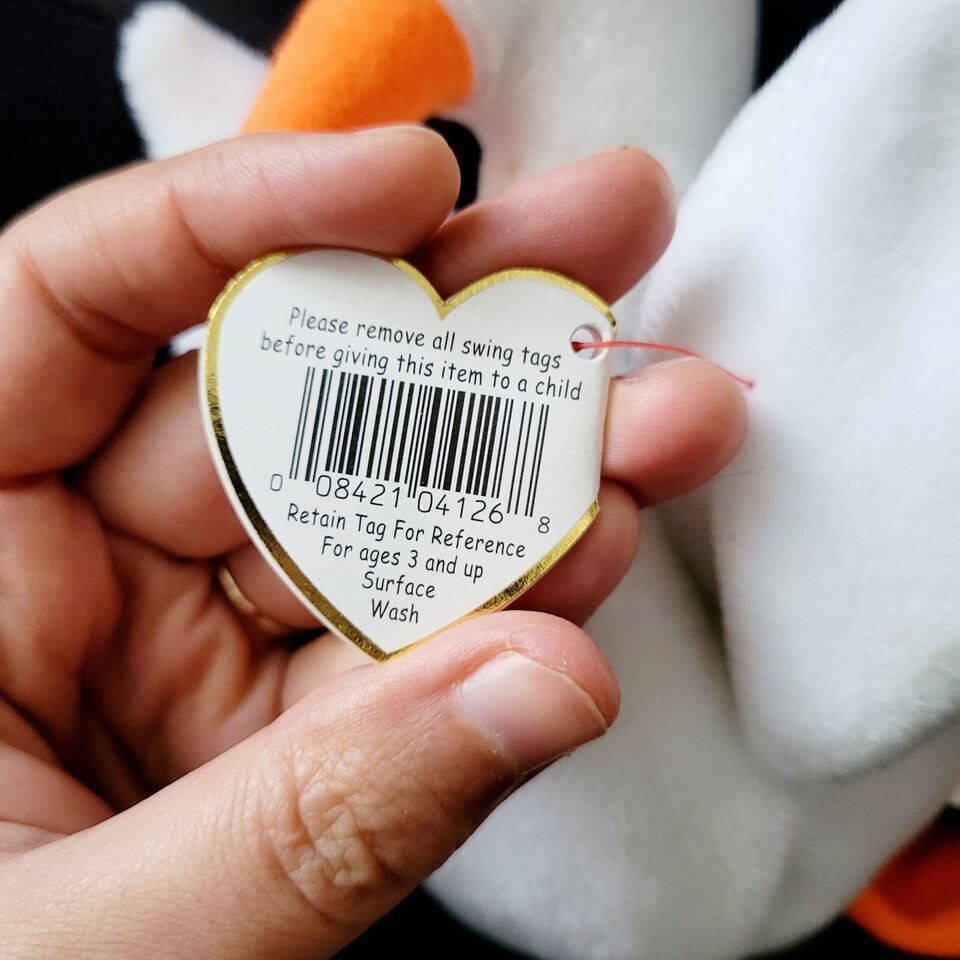 Please remove all swing tags
before giving this item to a child
0 08421 04126 8
Retain Tag For Reference
For ages 3 and up
Surface
Wash